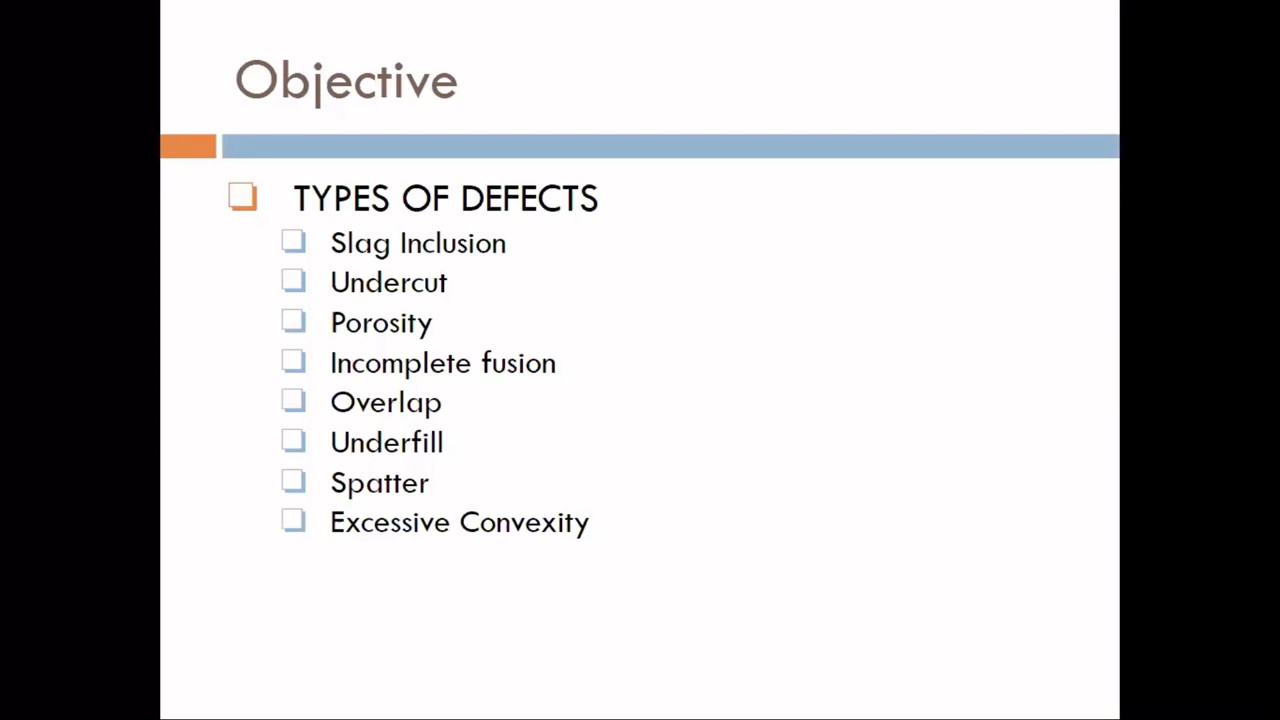 Objective
TYPES OF DEFECTS
Slag Inclusion
Undercut
Porosity
Incomplete fusion
Overlap
Underfill
Spatter
Excessive Convexity